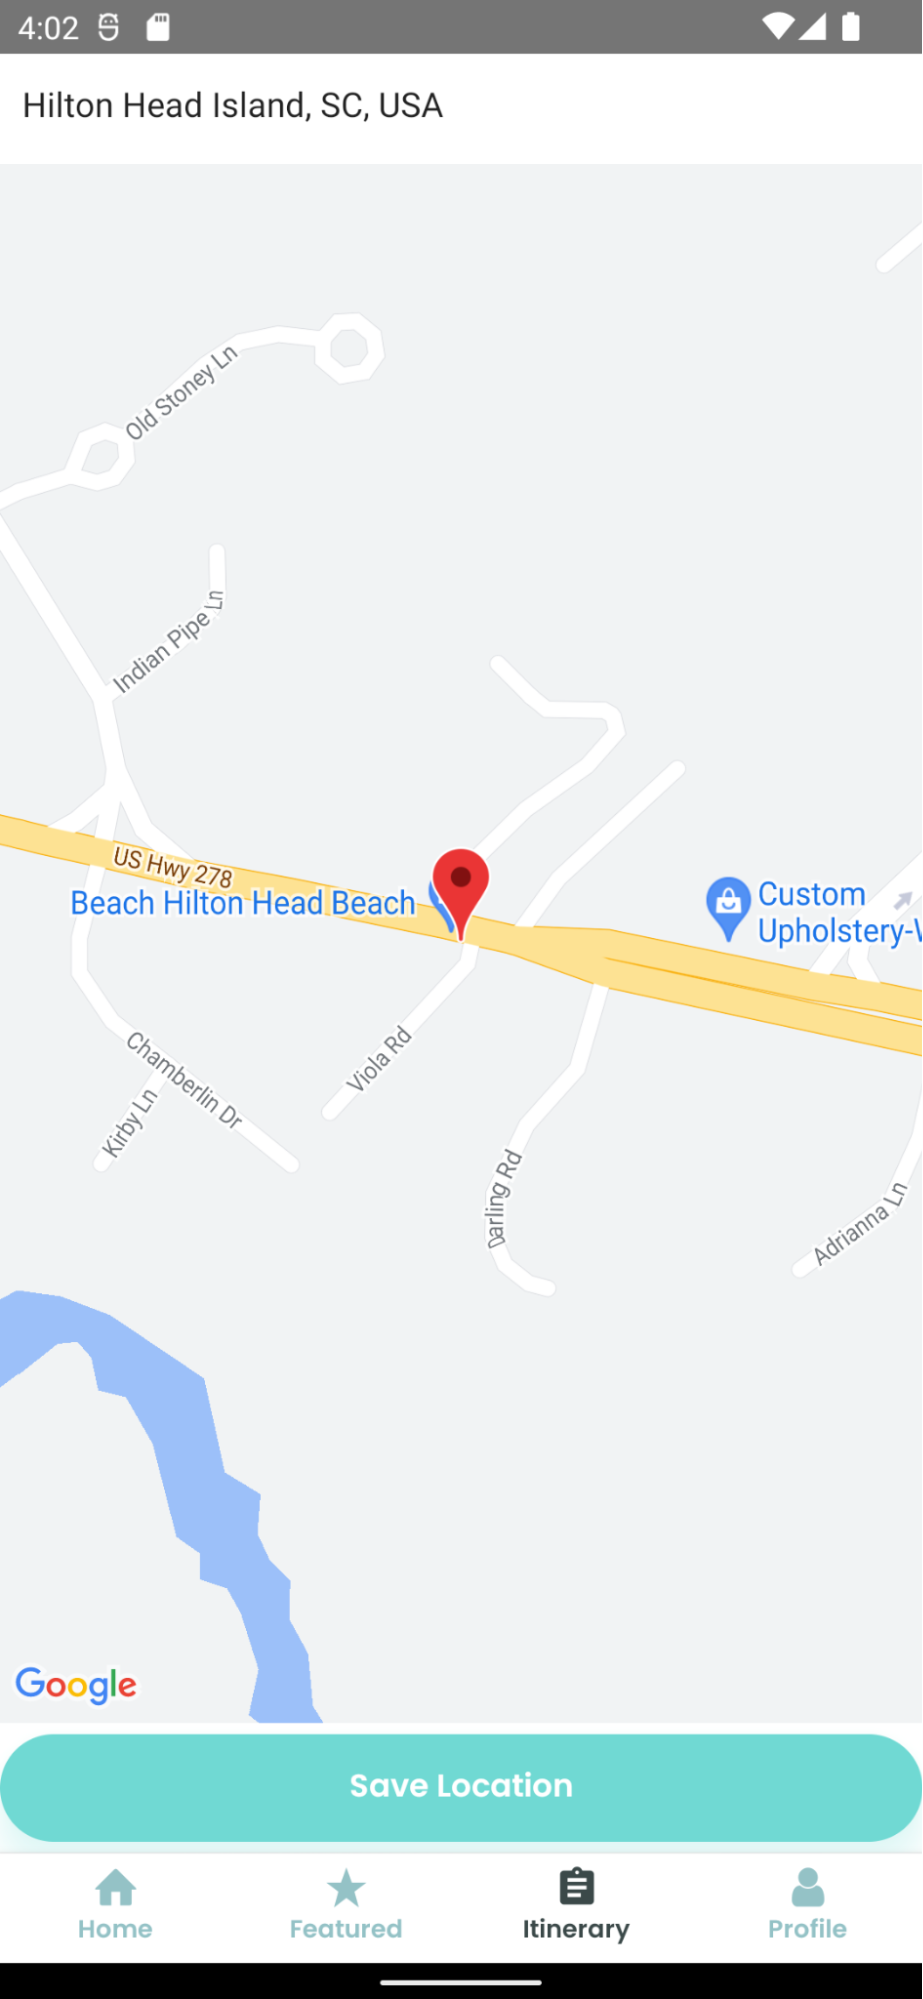 4:02
Hilton Head Island, SC, USA
Old Stoney Ln
Indian Pipe Ln
US Hwy 278
Beach Hilton Head Beach
Custom
Upholstery-W
Viola Rd
Chamberlin Dr
Kirby Ln
Darling Rd
Adrianna Ln
Google
Save Location
Home
Featured
Itinerary
Profile